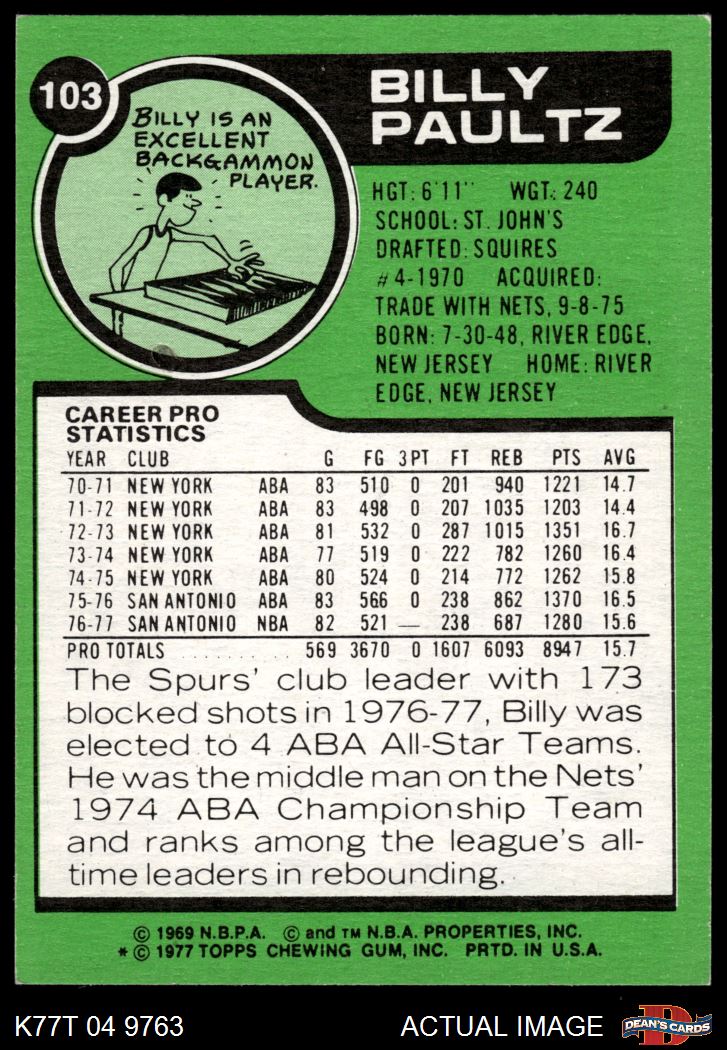 103
BILLY
PAULTZ
BILLY IS AN
EXCELLENT
BACKGAMMON
PLAYER.
HGT: 6'11" WGT: 240
SCHOOL: ST. JOHN'S
DRAFTED: SQUIRES
#4-1970 ACQUIRED:
TRADE WITH NETS, 9-8-75
BORN: 7-30-48, RIVER EDGE,
NEW JERSEY HOME: RIVER
EDGE, NEW JERSEY
CAREER PRO
STATISTICS
YEAR CLUB G FG 3PT FT REB PTS AVG
70-71 NEW YORK ABA 83 510 0 201 940 1221 14.7
71-72 NEW YORK ABA 83 498 0 207 1035 1203 14.4
72-73 NEW YORK ABA 81 532 0 287 1015 1351 16.7
73-74 NEW YORK ABA 77 519 0 222 782 1260 16.4
74-75 NEW YORK ABA 80 524 0 214 772 1262 15.8
75-76 SAN ANTONIO ABA 83 566 0 238 862 1370 16.5
76-77 SAN ANTONIO NBA 82 521 — 238 687 1280 15.6
PRO TOTALS . . . . . . . . . . 569 3670 0 1607 6093 8947 15.7
The Spurs' club leader with 173
blocked shots in 1976-77, Billy was
elected to 4 ABA All-Star Teams.
He was the middle man on the Nets'
1974 ABA Championship Team
and ranks among the league's all-
time leaders in rebounding.
© 1969 N.B.P.A. © and TM N.B.A. PROPERTIES, INC.
* © 1977 TOPPS CHEWING GUM, INC. PRTD. IN U.S.A.
K77T 04 9763
ACTUAL IMAGE
D
DEAN'S CARDS